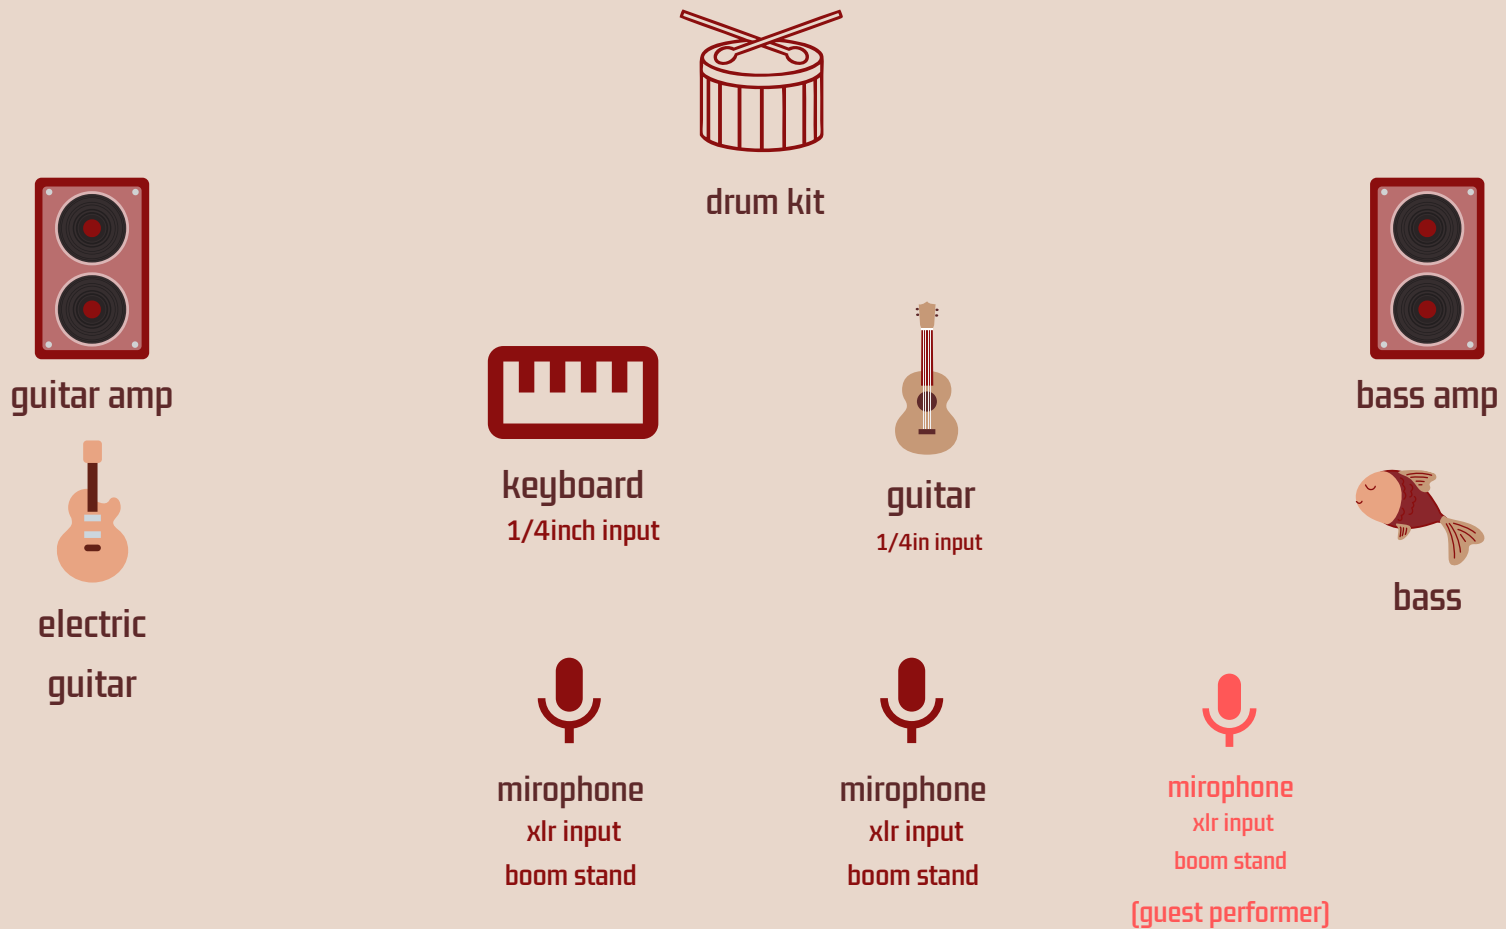 drum kit
guitar amp
bass amp
keyboard
1/4inch input
guitar
1/4in input
electric
guitar
bass
mirophone
xlr input
boom stand
mirophone
xlr input
boom stand
mirophone
xlr input
boom stand
(guest performer)